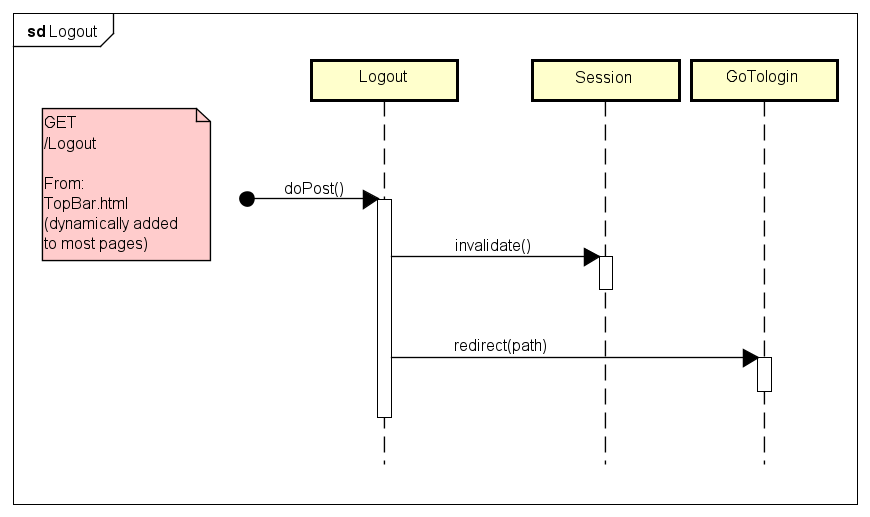 sd Logout
Logout
Session
GoTologin
GET
/Logout
From:
TopBar.html
(dynamically added
to most pages)
doPost()
invalidate()
redirect(path)